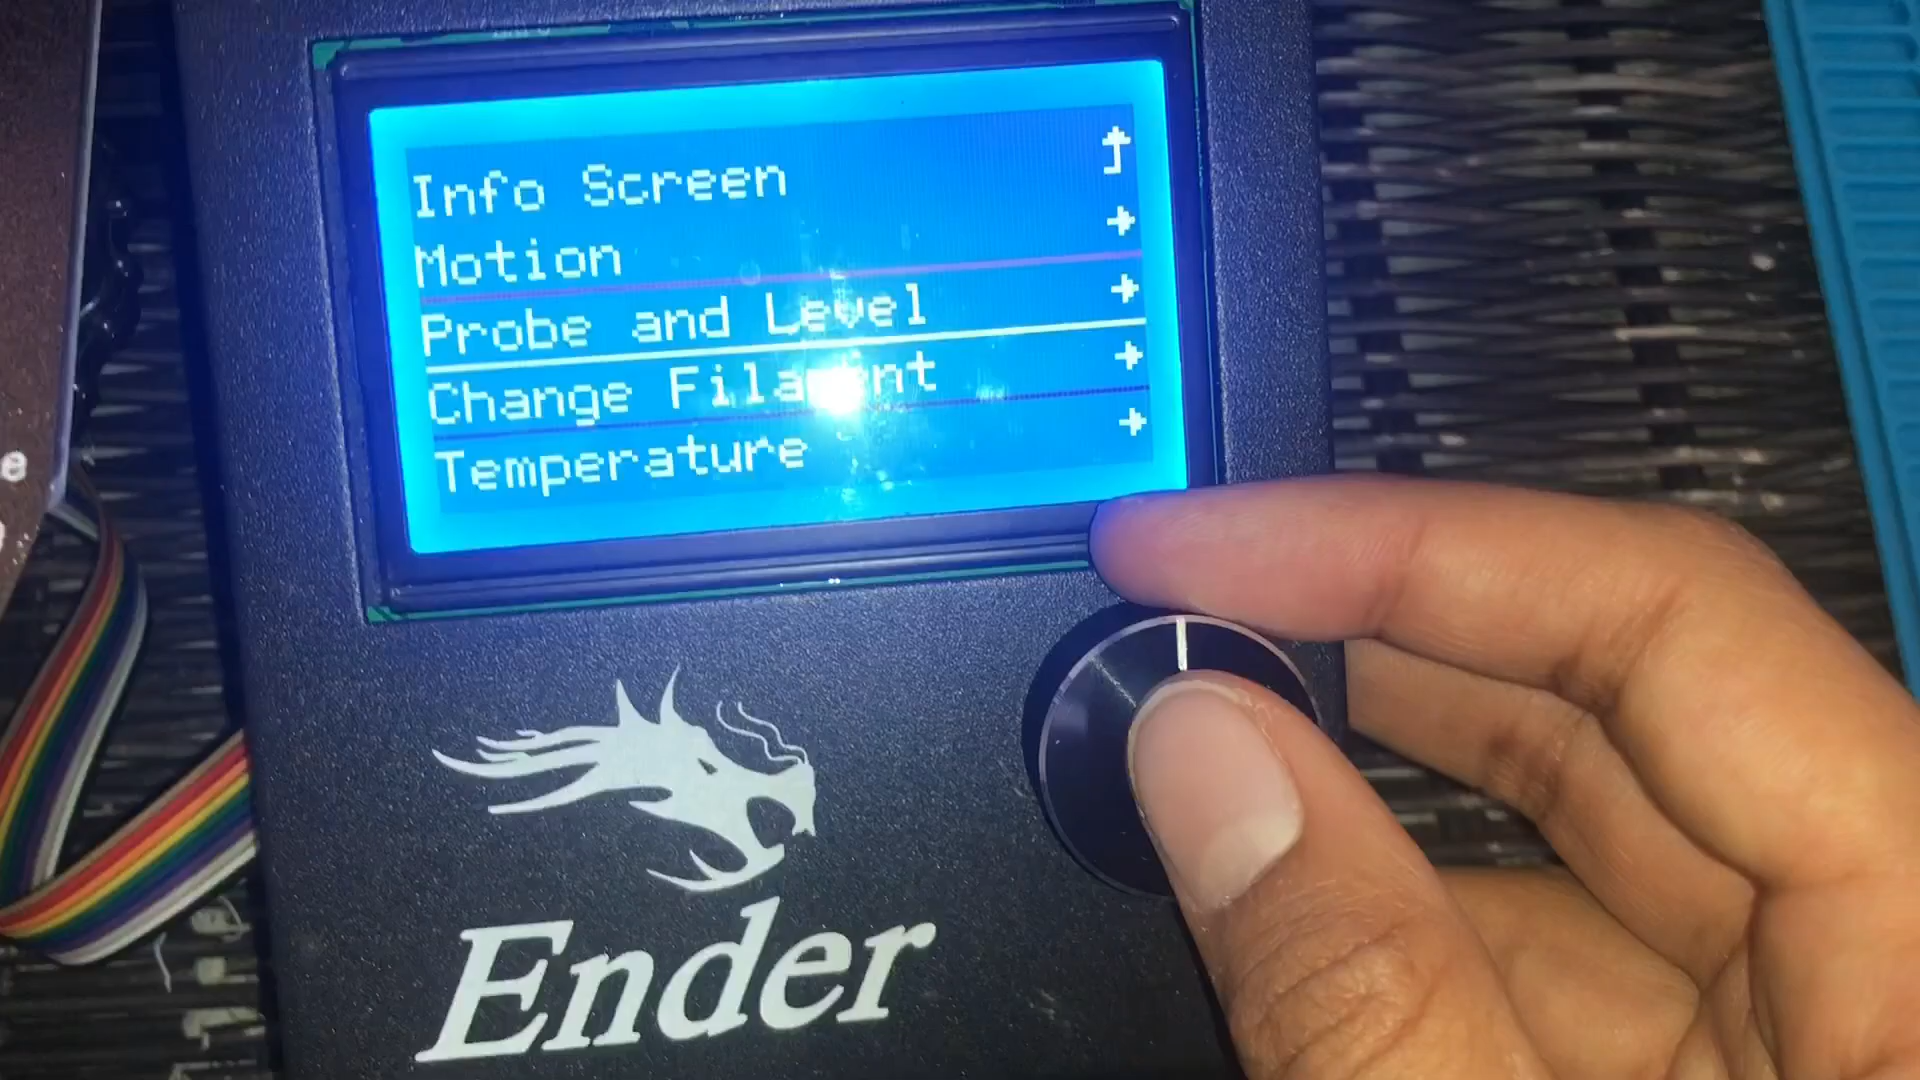 Info Screen
Motion
Probe and Level
Change Filament
Temperature
e
Ender